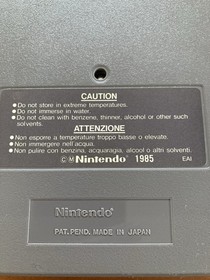 CAUTION
• Do not store in extreme temperatures.
• Do not immerse in water.
• Do not clean with benzene, thinner, alcohol or other such
solvents.
ATTENZIONE
• Non esporre a temperature troppo basse o elevate.
• Non immergere nell'acqua.
• Non pulire con benzina, acquaragia, alcool o altri solventi.
©M Nintendo 1985 EAI
Nintendo
PAT. PEND. MADE IN JAPAN